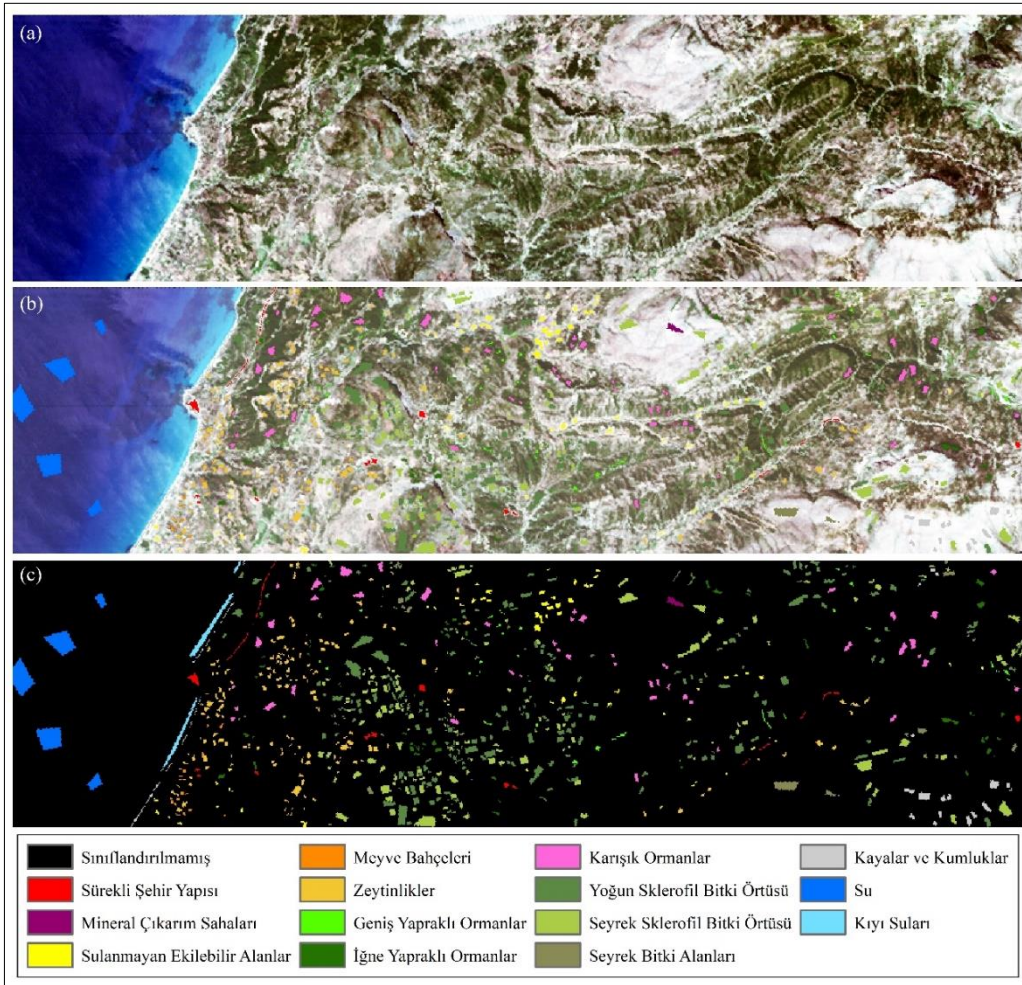 (a)
(b)
(c)
Sınıflandırılmamış
Meyve Bahçeleri
Karışık Ormanlar
Kayalar ve Kumluklar
Sürekli Şehir Yapısı
Zeytinlikler
Yoğun Sklerofil Bitki Örtüsü
Su
Mineral Çıkarım Sahaları
Geniş Yapraklı Ormanlar
Seyrek Sklerofil Bitki Örtüsü
Kıyı Suları
Sulanmayan Ekilebilir Alanlar
İğne Yapraklı Ormanlar
Seyrek Bitki Alanları